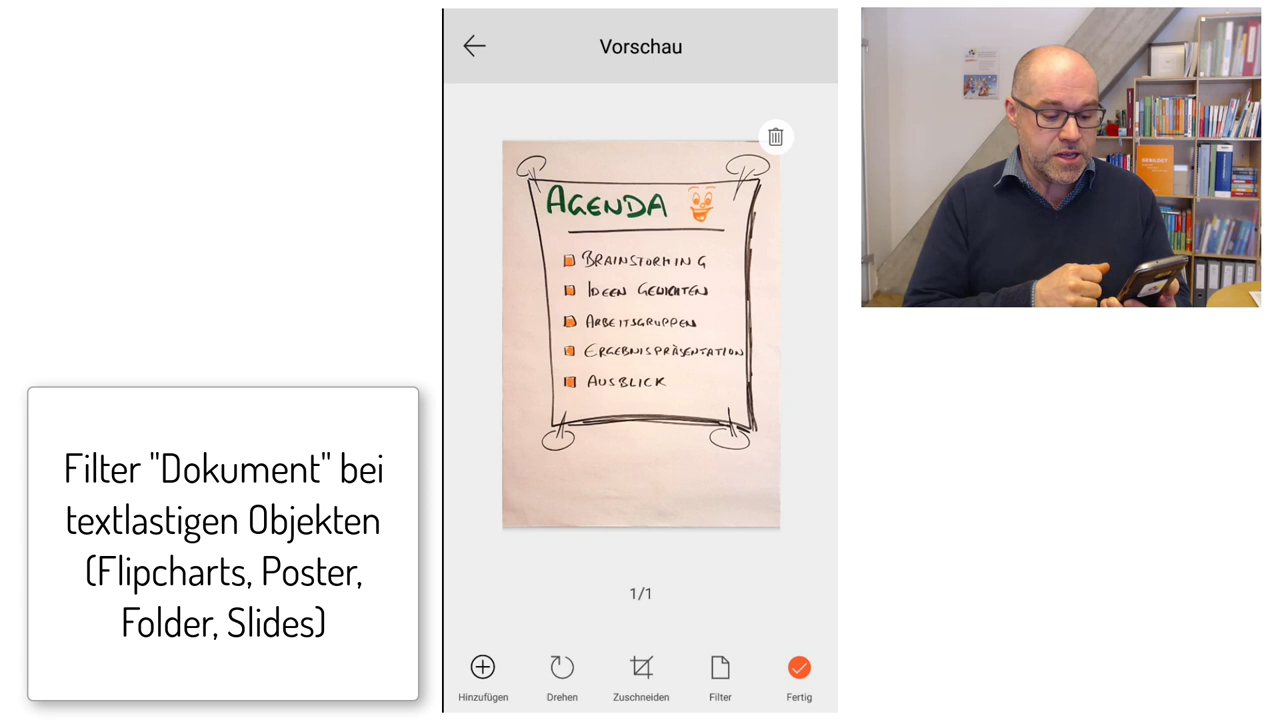 Vorschau
AGENDA
BRAINSTORMING
IDEEN GEWICHTEN
ARBEITSGRUPPEN
ERGEBNISPRÄSENTATION
AUSBLICK
1/1
Hinzufügen
Drehen
Zuschneiden
Filter
Fertig
Filter "Dokument" bei
textlastigen Objekten
(Flipcharts, Poster,
Folder, Slides)
GEBILDET